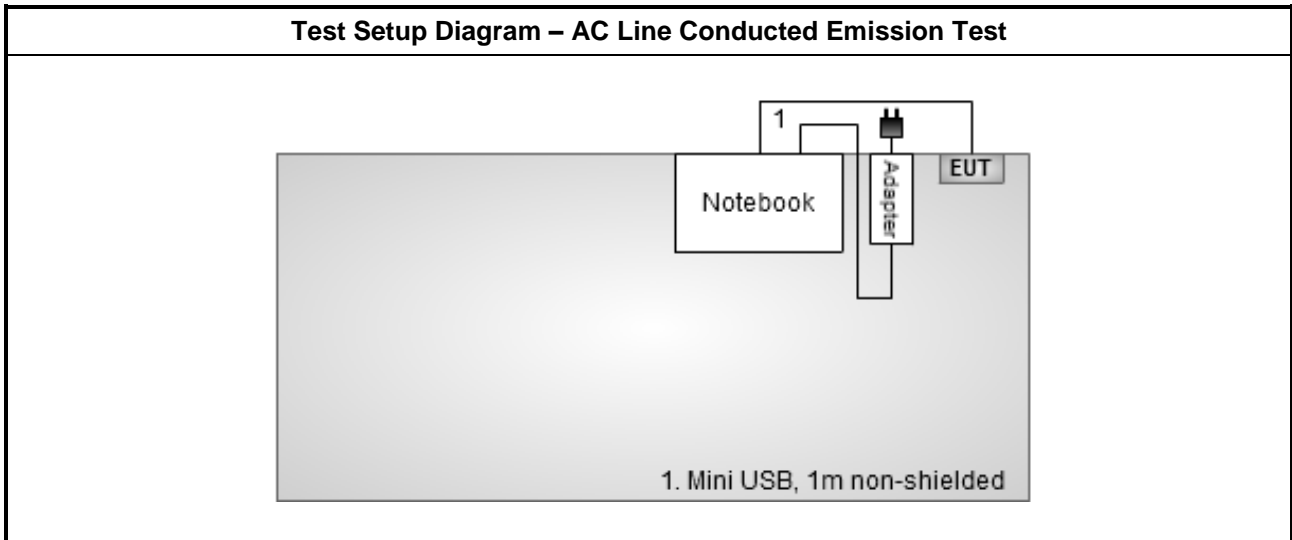 Test Setup Diagram – AC Line Conducted Emission Test
1
Notebook
Adapter
EUT
1. Mini USB, 1m non-shielded